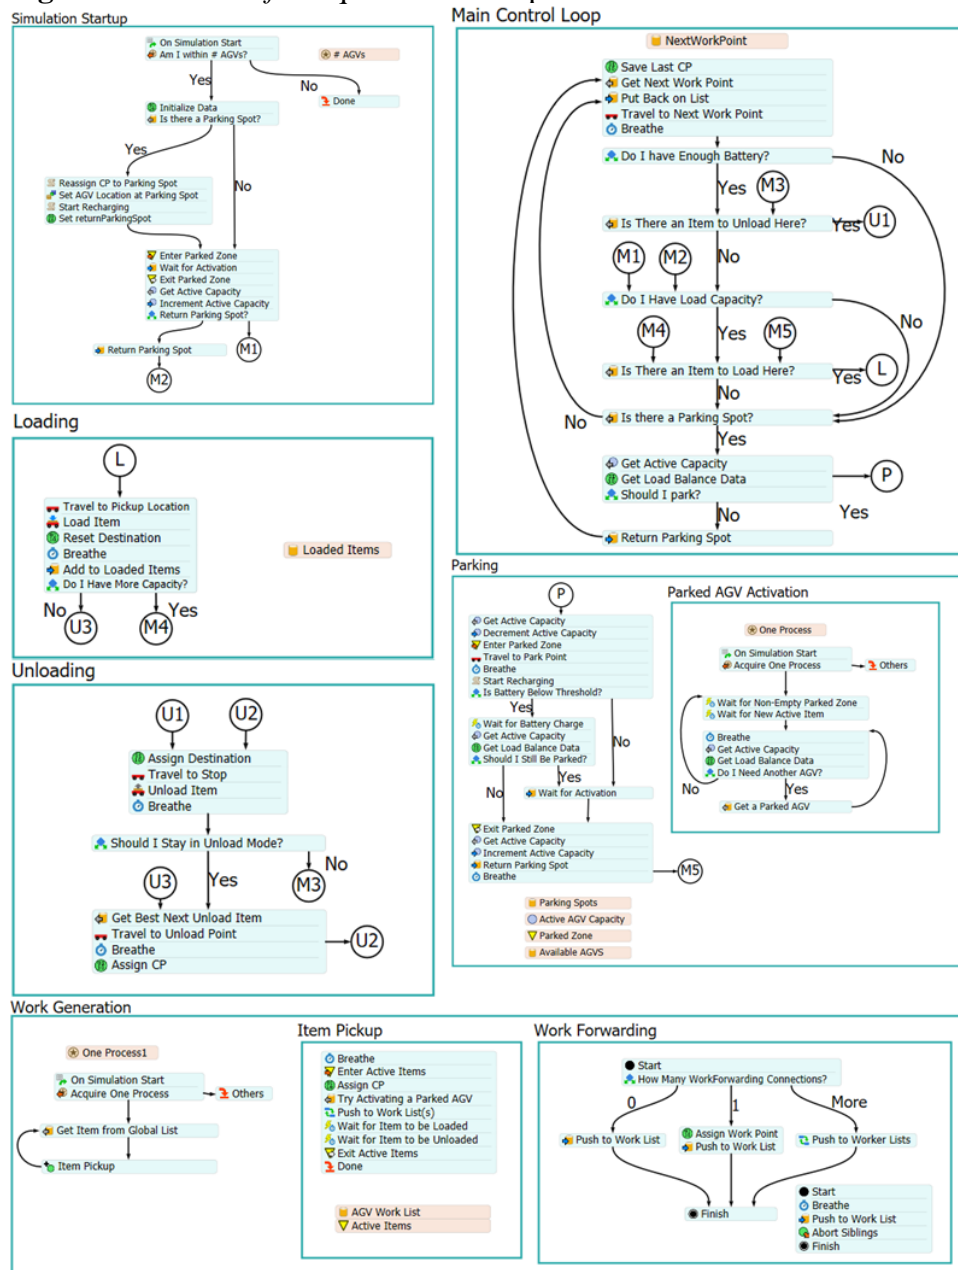 Simulation Startup
On Simulation Start
Am I within # AGVs?
# AGVs
Yes
No
Done
Initialize Data
Is there a Parking Spot?
Yes
No
Reassign CP to Parking Spot
Set AGV Location at Parking Spot
Start Recharging
Set returnParkingSpot
Enter Parked Zone
Wait for Activation
Exit Parked Zone
Get Active Capacity
Increment Active Capacity
Return Parking Spot?
Return Parking Spot
M1
M2
Main Control Loop
NextWorkPoint
Save Last CP
Get Next Work Point
Put Back on List
Travel to Next Work Point
Breathe
Do I have Enough Battery?
No
Yes
M3
Is There an Item to Unload Here?
Yes
U1
M1
M2
No
Do I Have Load Capacity?
No
M4
Yes
M5
Is There an Item to Load Here?
Yes
L
No
Is there a Parking Spot?
No
Yes
Get Active Capacity
Get Load Balance Data
Should I park?
P
No
Yes
Return Parking Spot
Loading
L
Travel to Pickup Location
Load Item
Reset Destination
Breathe
Add to Loaded Items
Do I Have More Capacity?
Loaded Items
No
Yes
U3
M4
Unloading
U1
U2
Assign Destination
Travel to Stop
Unload Item
Breathe
Should I Stay in Unload Mode?
No
U3
Yes
M3
Get Best Next Unload Item
Travel to Unload Point
Breathe
Assign CP
U2
Parking
P
Get Active Capacity
Decrement Active Capacity
Enter Parked Zone
Travel to Park Point
Breathe
Start Recharging
Is Battery Below Threshold?
Yes
Wait for Battery Charge
Get Active Capacity
Get Load Balance Data
Should I Still Be Parked?
No
No
Yes
Wait for Activation
Exit Parked Zone
Get Active Capacity
Increment Active Capacity
Return Parking Spot
Breathe
M5
Parking Spots
Active AGV Capacity
Parked Zone
Available AGVS
Parked AGV Activation
One Process
On Simulation Start
Acquire One Process
Others
Wait for Non-Empty Parked Zone
Wait for New Active Item
Breathe
Get Active Capacity
Get Load Balance Data
Do I Need Another AGV?
No
Yes
Get a Parked AGV
Work Generation
One Process1
On Simulation Start
Acquire One Process
Others
Get Item from Global List
Item Pickup
Item Pickup
Breathe
Enter Active Items
Assign CP
Try Activating a Parked AGV
Push to Work List(s)
Wait for Item to be Loaded
Wait for Item to be Unloaded
Exit Active Items
Done
AGV Work List
Active Items
Work Forwarding
Start
How Many WorkForwarding Connections?
0
1
More
Push to Work List
Assign Work Point
Push to Work List
Push to Worker Lists
Finish
Start
Breathe
Push to Work List
Abort Siblings
Finish